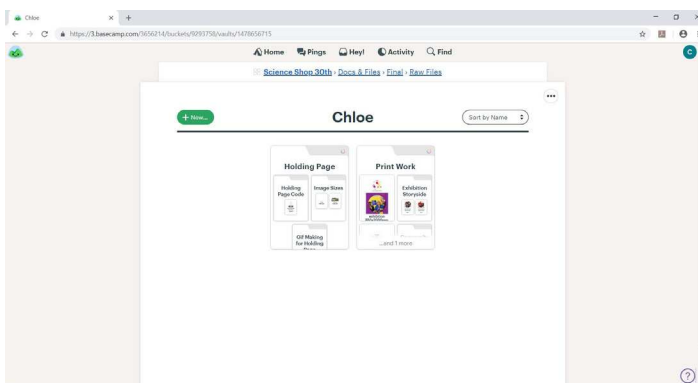 Chloe
https://3.basecamp.com/3656214/buckets/9293758/vaults/1478656715
Home Pings Hey! Activity Find
C
Science Shop 30th › Docs & Files › Final › Raw Files
+ New...
Chloe
Sort by Name
Holding Page
Print Work
Holding
Page Code
Image Sizes
Exhibition
Storyside
Gif Making
for Holding
Page
...and 1 more
?